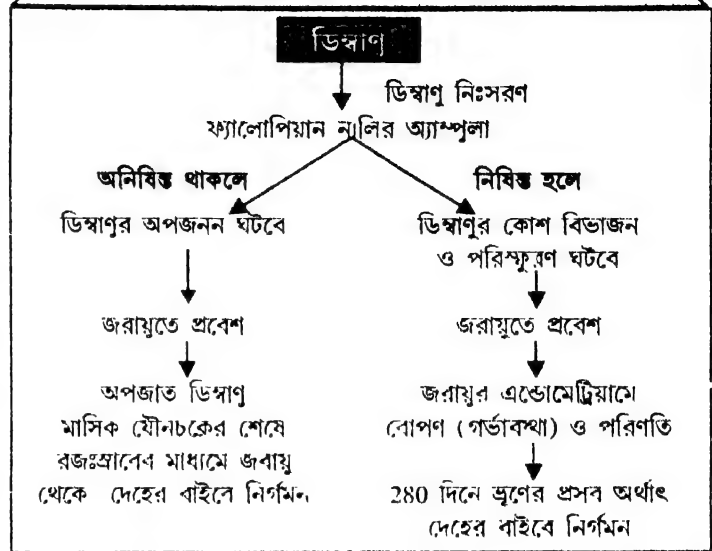 ডিম্বাণু
ডিম্বাণু নিঃসরণ
ফ্যালোপিয়ান নালির অ্যাম্পুলা
অনিষিক্ত থাকলে
ডিম্বাণুর অপজনন ঘটবে
জরায়ুতে প্রবেশ
অপজাত ডিম্বাণু
মাসিক যৌনচক্রের শেষে
রজঃস্রাবের মাধ্যমে জরায়ু
থেকে দেহের বাইরে নির্গমন
নিষিক্ত হলে
ডিম্বাণুর কোশ বিভাজন
ও পরিস্ফুরণ ঘটবে
জরায়ুতে প্রবেশ
জরায়ুর এন্ডোমেট্রিয়ামে
রোপণ (গর্ভাবস্থা) ও পরিণতি
280 দিনে ভ্রূণের প্রসব অর্থাৎ
দেহের বাইরে নির্গমন